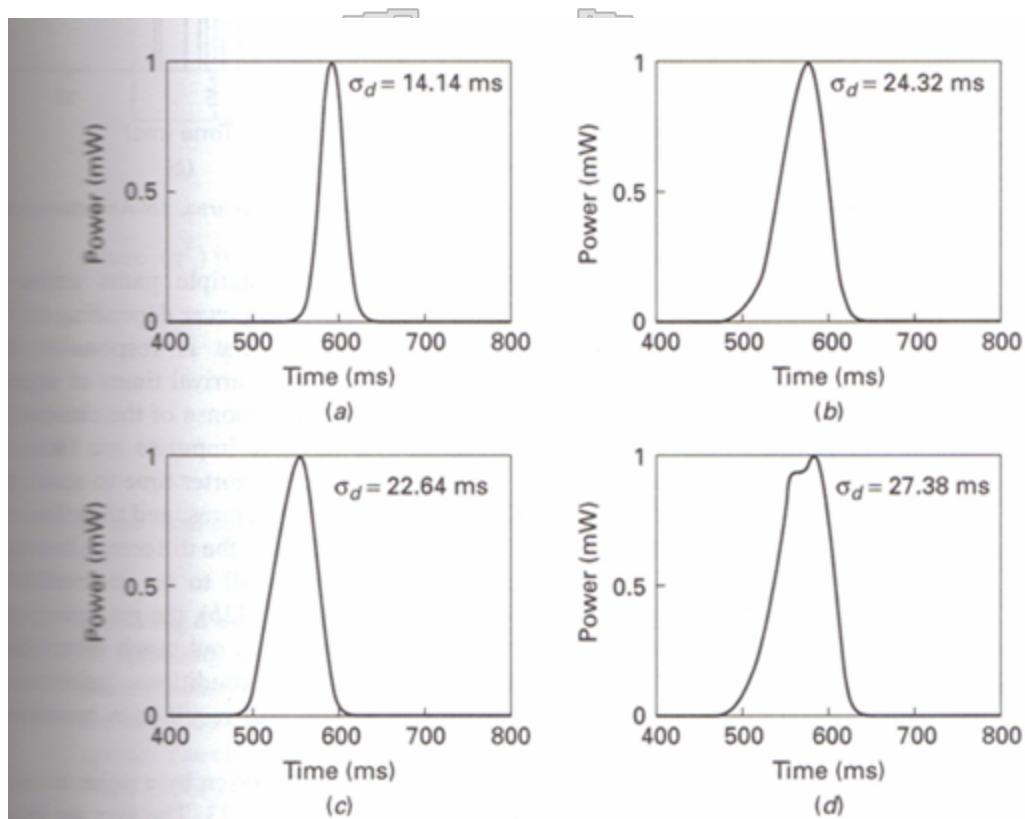 1
σd = 14.14 ms
Power (mW)
0.5
0
400 500 600 700 800
Time (ms)
(a)
1
σd = 24.32 ms
Power (mW)
0.5
0
400 500 600 700 800
Time (ms)
(b)
1
σd = 22.64 ms
Power (mW)
0.5
0
400 500 600 700 800
Time (ms)
(c)
1
σd = 27.38 ms
Power (mW)
0.5
0
400 500 600 700 800
Time (ms)
(d)